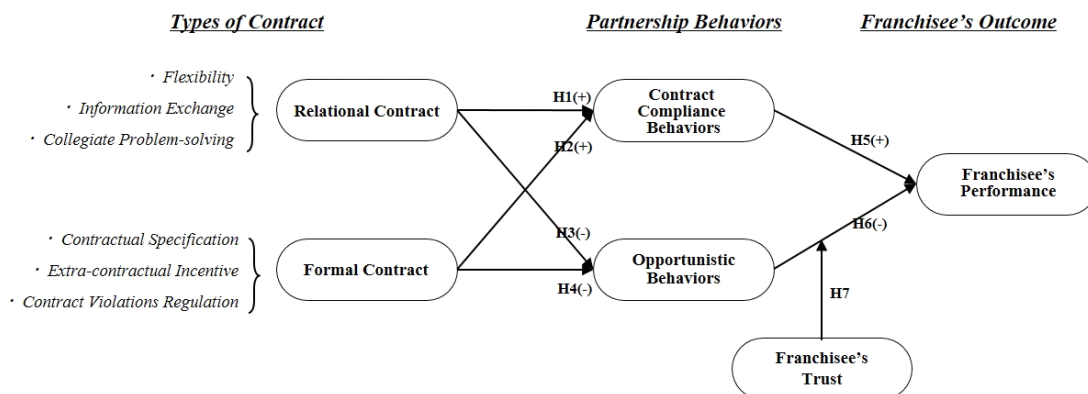 Types of Contract
Partnership Behaviors
Franchisee's Outcome
· Flexibility
· Information Exchange
· Collegiate Problem-solving
Relational Contract
H1(+)
H2(+)
Contract
Compliance
Behaviors
H5(+)
Franchisee's
Performance
· Contractual Specification
· Extra-contractual Incentive
· Contract Violations Regulation
Formal Contract
H3(-)
H4(-)
Opportunistic
Behaviors
H6(-)
H7
Franchisee's
Trust